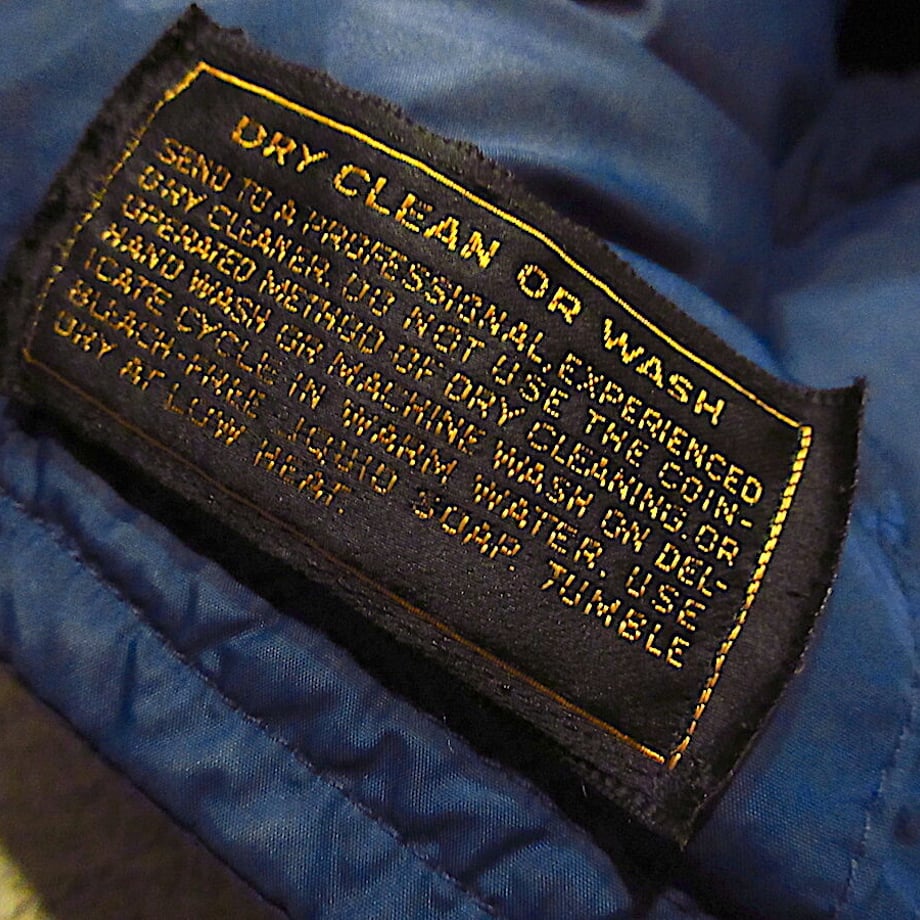 DRY CLEAN OR WASH
SEND TO A PROFESSIONAL, EXPERIENCED
DRY CLEANER. DO NOT USE THE COIN-
OPERATED METHOD OF DRY CLEANING. OR
HAND WASH OR MACHINE WASH ON DEL-
ICATE CYCLE IN WARM WATER. USE
BLEACH-FREE LIQUID SOAP. TUMBLE
DRY AT LOW HEAT.